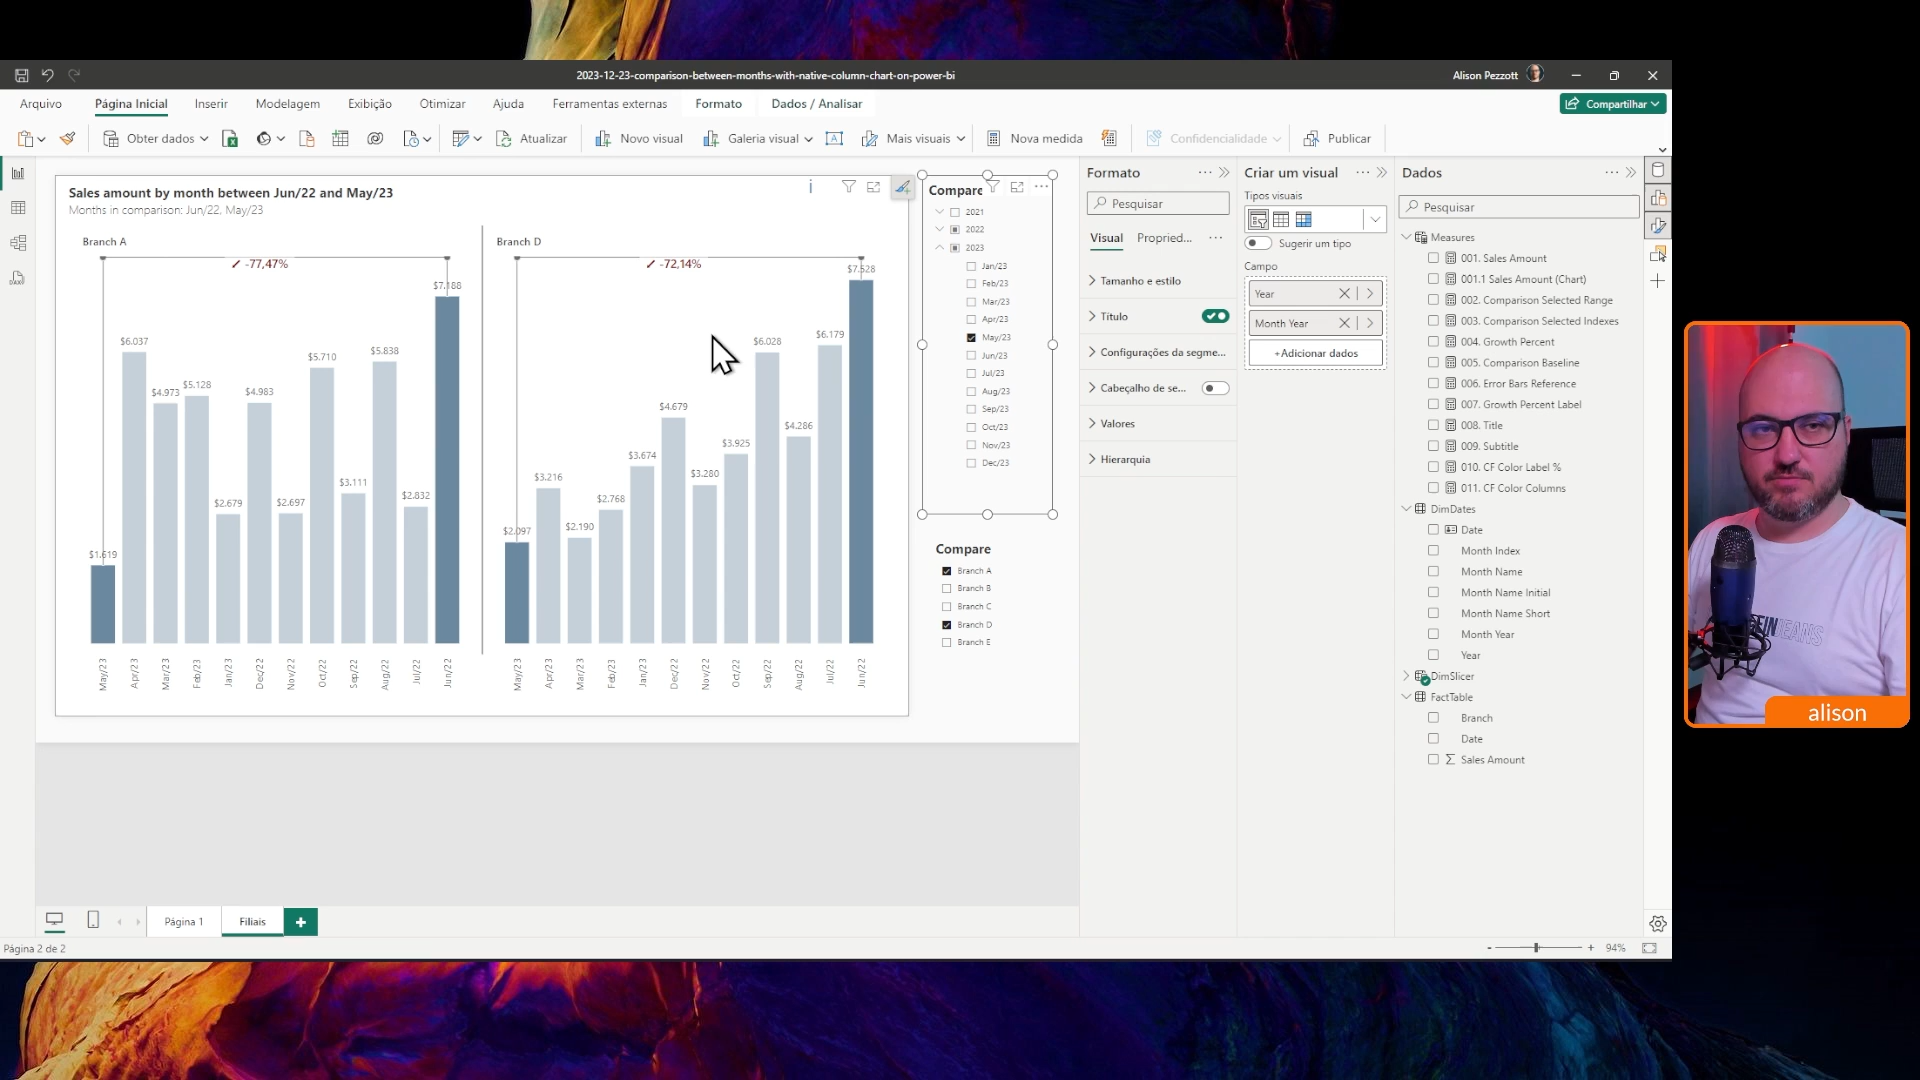 2023-12-23-comparison-between-months-with-native-column-chart-on-power-bi
Alison Pezzott
Arquivo
Página Inicial
Inserir
Modelagem
Exibição
Otimizar
Ajuda
Ferramentas externas
Formato
Dados / Analisar
Compartilhar
Obter dados
Atualizar
Novo visual
Galeria visual
Mais visuais
Nova medida
Confidencialidade
Publicar
Sales amount by month between Jun/22 and May/23
Months in comparison: Jun/22, May/23
Branch A
-77,47%
$1.619
$6.037
$4.973
$5.128
$2.679
$4.983
$2.697
$5.710
$3.111
$5.838
$2.832
$7.188
May/23
Apr/23
Mar/23
Feb/23
Jan/23
Dec/22
Nov/22
Oct/22
Sep/22
Aug/22
Jul/22
Jun/22
Branch D
-72,14%
$2.097
$3.216
$2.190
$2.768
$3.674
$4.679
$3.280
$3.925
$6.028
$4.286
$6.179
$7.528
May/23
Apr/23
Mar/23
Feb/23
Jan/23
Dec/22
Nov/22
Oct/22
Sep/22
Aug/22
Jul/22
Jun/22
Compare
2021
2022
2023
Jan/23
Feb/23
Mar/23
Apr/23
May/23
Jun/23
Jul/23
Aug/23
Sep/23
Oct/23
Nov/23
Dec/23
Compare
Branch A
Branch B
Branch C
Branch D
Branch E
Formato
Pesquisar
Visual
Propried...
Tamanho e estilo
Título
Configurações da segme...
Cabeçalho de se...
Valores
Hierarquia
Criar um visual
Tipos visuais
Sugerir um tipo
Campo
Year
Month Year
+Adicionar dados
Dados
Pesquisar
Measures
001. Sales Amount
001.1 Sales Amount (Chart)
002. Comparison Selected Range
003. Comparison Selected Indexes
004. Growth Percent
005. Comparison Baseline
006. Error Bars Reference
007. Growth Percent Label
008. Title
009. Subtitle
010. CF Color Label %
011. CF Color Columns
DimDates
Date
Month Index
Month Name
Month Name Initial
Month Name Short
Month Year
Year
DimSlicer
FactTable
Branch
Date
Sales Amount
Página 1
Filiais
Página 2 de 2
94%
alison